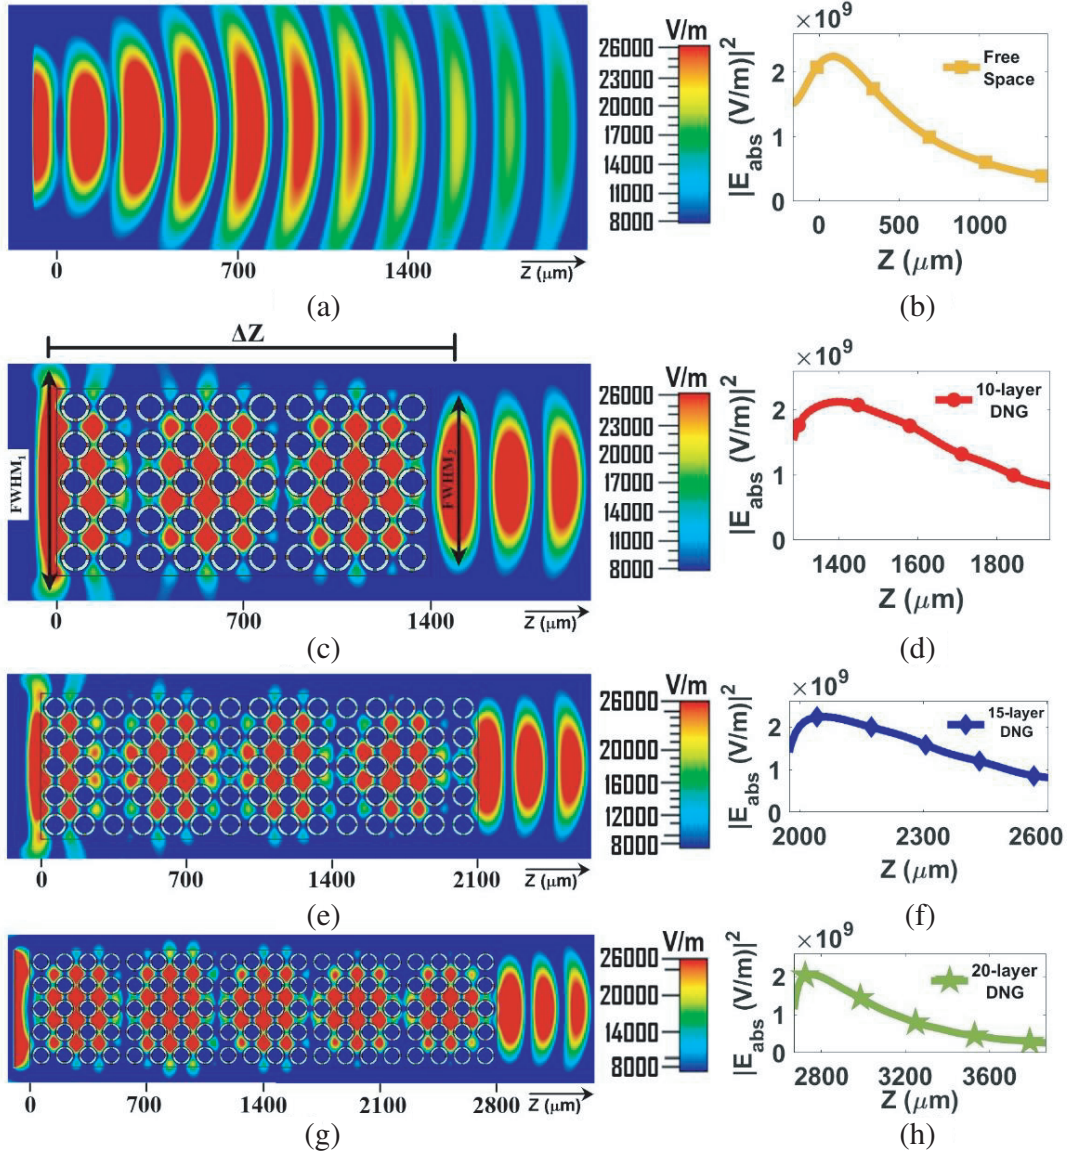 V/m
26000
23000
20000
17000
14000
11000
8000
0 700 1400 Z (μm)
(a)
×10^9
2
1
0
|E_abs (V/m)|^2
Free
Space
0 500 1000
Z (μm)
(b)
ΔZ
FWHM_1
FWHM_2
V/m
26000
23000
20000
17000
14000
11000
8000
0 700 1400 Z (μm)
(c)
×10^9
2
1
0
|E_abs (V/m)|^2
10-layer
DNG
1400 1600 1800
Z (μm)
(d)
V/m
26000
23000
19000
16000
12000
8000
0 700 1400 2100 Z (μm)
(e)
×10^9
2
1
0
|E_abs (V/m)|^2
15-layer
DNG
2000 2300 2600
Z (μm)
(f)
V/m
26000
20000
14000
8000
0 700 1400 2100 2800 Z (μm)
(g)
×10^9
2
1
0
|E_abs (V/m)|^2
20-layer
DNG
2800 3200 3600
Z (μm)
(h)